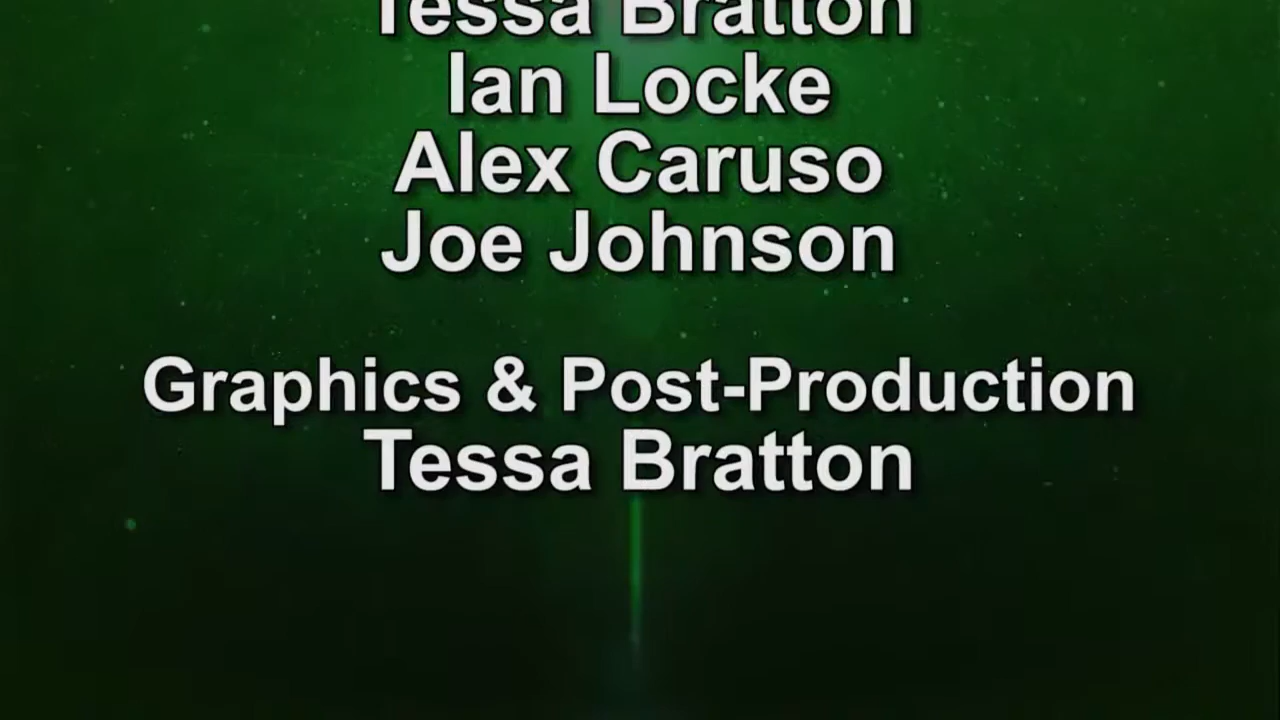 Tessa Bratton
Ian Locke
Alex Caruso
Joe Johnson
Graphics & Post-Production
Tessa Bratton